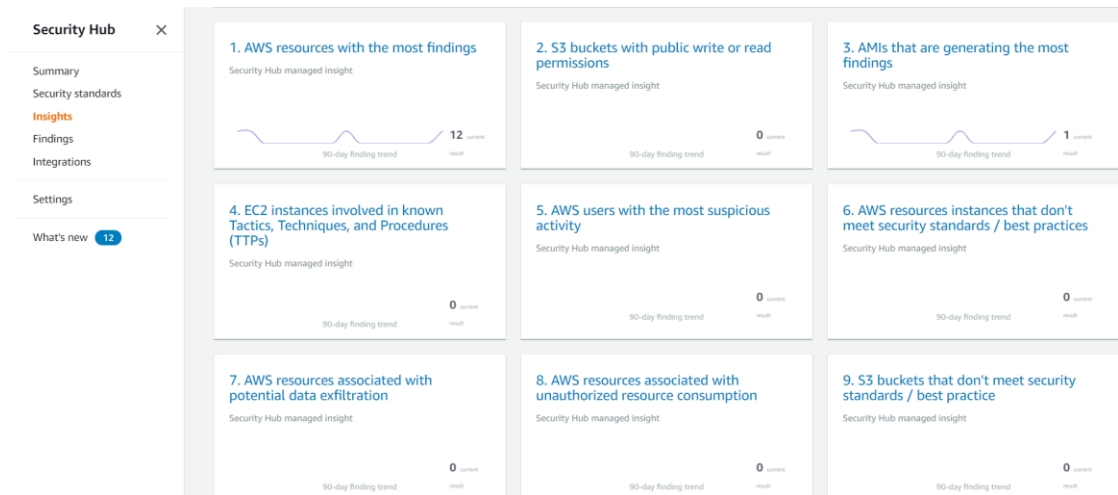 Security Hub
Summary
Security standards
Insights
Findings
Integrations
Settings
What's new 12
1. AWS resources with the most findings
Security Hub managed insight
12 current
90-day finding trend
result
2. S3 buckets with public write or read
permissions
Security Hub managed insight
0 current
90-day finding trend
result
3. AMIs that are generating the most
findings
Security Hub managed insight
1 current
90-day finding trend
result
4. EC2 instances involved in known
Tactics, Techniques, and Procedures
(TTPs)
Security Hub managed insight
0 current
90-day finding trend
result
5. AWS users with the most suspicious
activity
Security Hub managed insight
0 current
90-day finding trend
result
6. AWS resources instances that don't
meet security standards / best practices
Security Hub managed insight
0 current
90-day finding trend
result
7. AWS resources associated with
potential data exfiltration
Security Hub managed insight
0 current
90-day finding trend
result
8. AWS resources associated with
unauthorized resource consumption
Security Hub managed insight
0 current
90-day finding trend
result
9. S3 buckets that don't meet security
standards / best practice
Security Hub managed insight
0 current
90-day finding trend
result